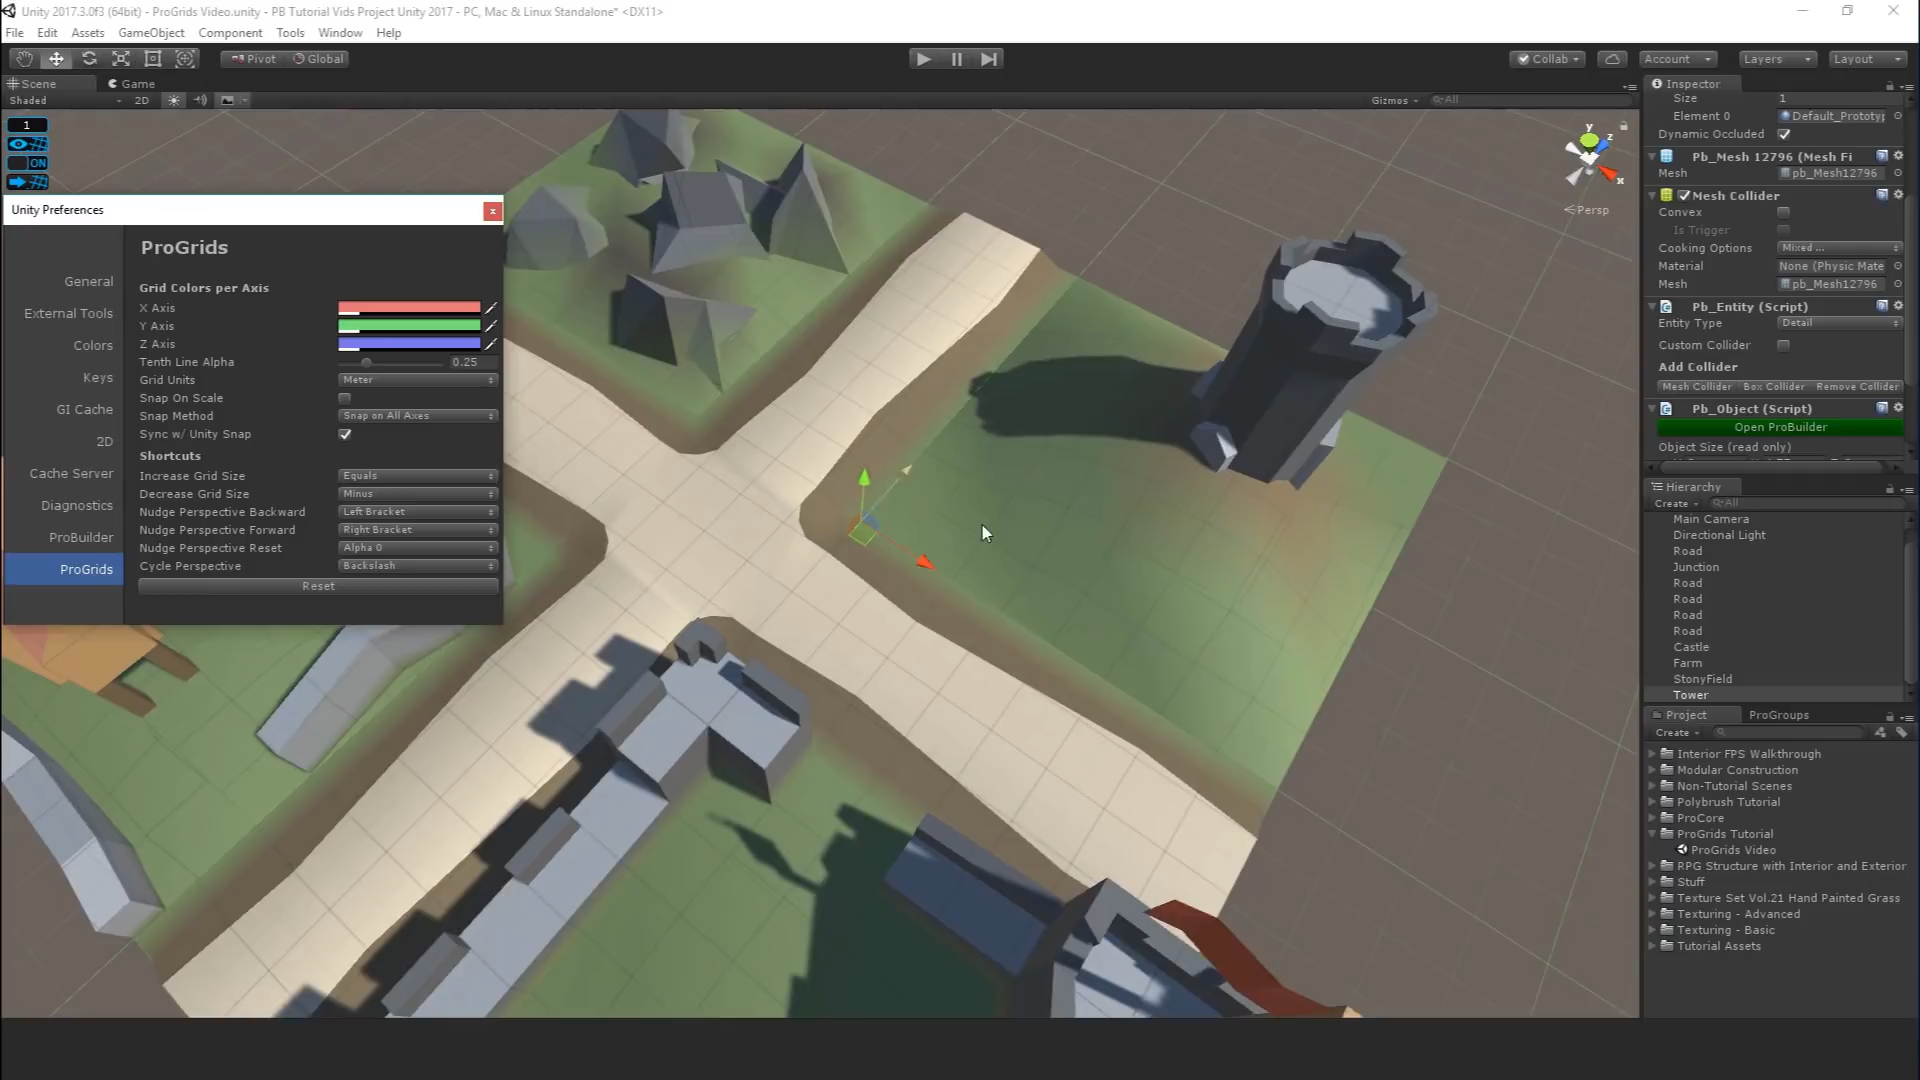 Unity 2017.3.0f3 (64bit) - ProGrids Video.unity - PB Tutorial Vids Project Unity 2017 - PC, Mac & Linux Standalone* <DX11>
File Edit Assets GameObject Component Tools Window Help
Pivot Global Collab Account Layers Layout
Scene Game
Shaded 2D Gizmos All
1
ON
y z x
Persp
Unity Preferences x
General
External Tools
Colors
Keys
GI Cache
2D
Cache Server
Diagnostics
ProBuilder
ProGrids
ProGrids
Grid Colors per Axis
X Axis
Y Axis
Z Axis
Tenth Line Alpha 0.25
Grid Units Meter
Snap On Scale
Snap Method Snap on All Axes
Sync w/ Unity Snap
Shortcuts
Increase Grid Size Equals
Decrease Grid Size Minus
Nudge Perspective Backward Left Bracket
Nudge Perspective Forward Right Bracket
Nudge Perspective Reset Alpha 0
Cycle Perspective Backslash
Reset
Inspector
Size 1
Element 0 Default_Prototyp
Dynamic Occluded
Pb_Mesh 12796 (Mesh Fi
Mesh pb_Mesh12796
Mesh Collider
Convex
Is Trigger
Cooking Options Mixed ...
Material None (Physic Mate
Mesh pb_Mesh12796
Pb_Entity (Script)
Entity Type Detail
Custom Collider
Add Collider
Mesh Collider Box Collider Remove Collider
Pb_Object (Script)
Open ProBuilder
Object Size (read only)
Hierarchy
Create All
Main Camera
Directional Light
Road
Junction
Road
Road
Road
Road
Castle
Farm
StonyField
Tower
Project ProGroups
Create
Interior FPS Walkthrough
Modular Construction
Non-Tutorial Scenes
Polybrush Tutorial
ProCore
ProGrids Tutorial
ProGrids Video
RPG Structure with Interior and Exterior
Stuff
Texture Set Vol.21 Hand Painted Grass
Texturing - Advanced
Texturing - Basic
Tutorial Assets